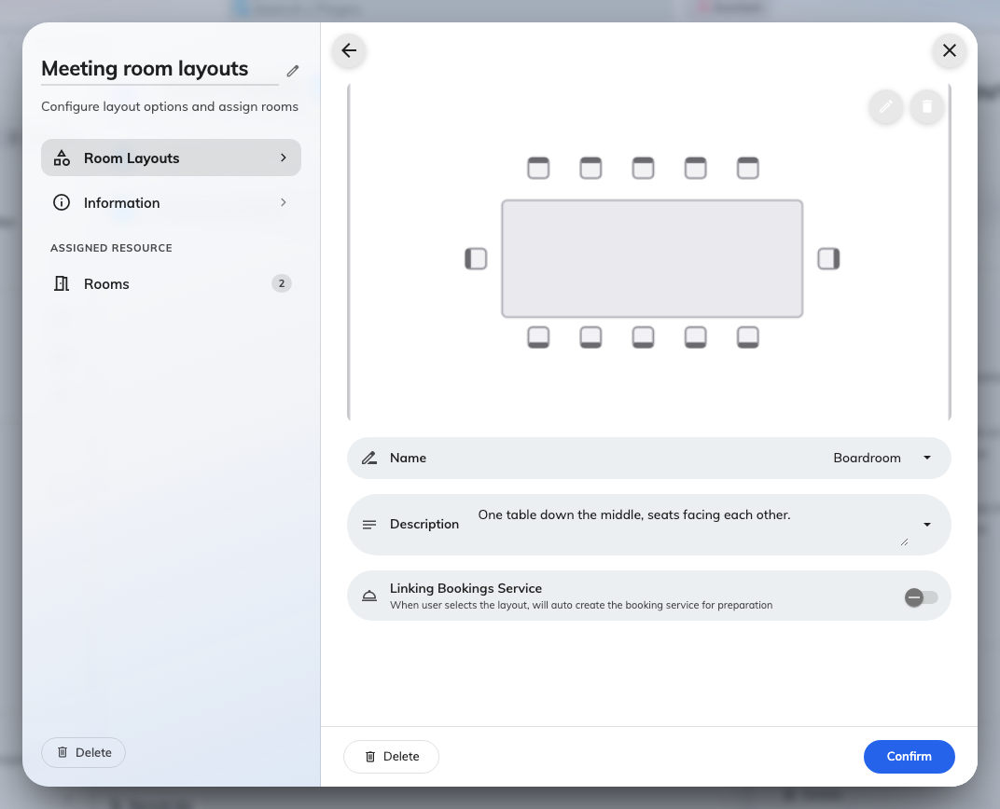 Meeting room layouts
Configure layout options and assign rooms
Room Layouts
Information
ASSIGNED RESOURCE
Rooms
2
Delete
Name
Boardroom
Description
One table down the middle, seats facing each other.
Linking Bookings Service
When user selects the layout, will auto create the booking service for preparation
Delete
Confirm